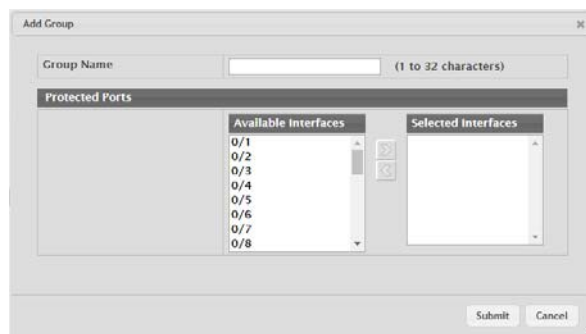 Add Group
Group Name (1 to 32 characters)
Protected Ports
Available Interfaces Selected Interfaces
0/1
0/2
0/3
0/4
0/5
0/6
0/7
0/8
Submit Cancel